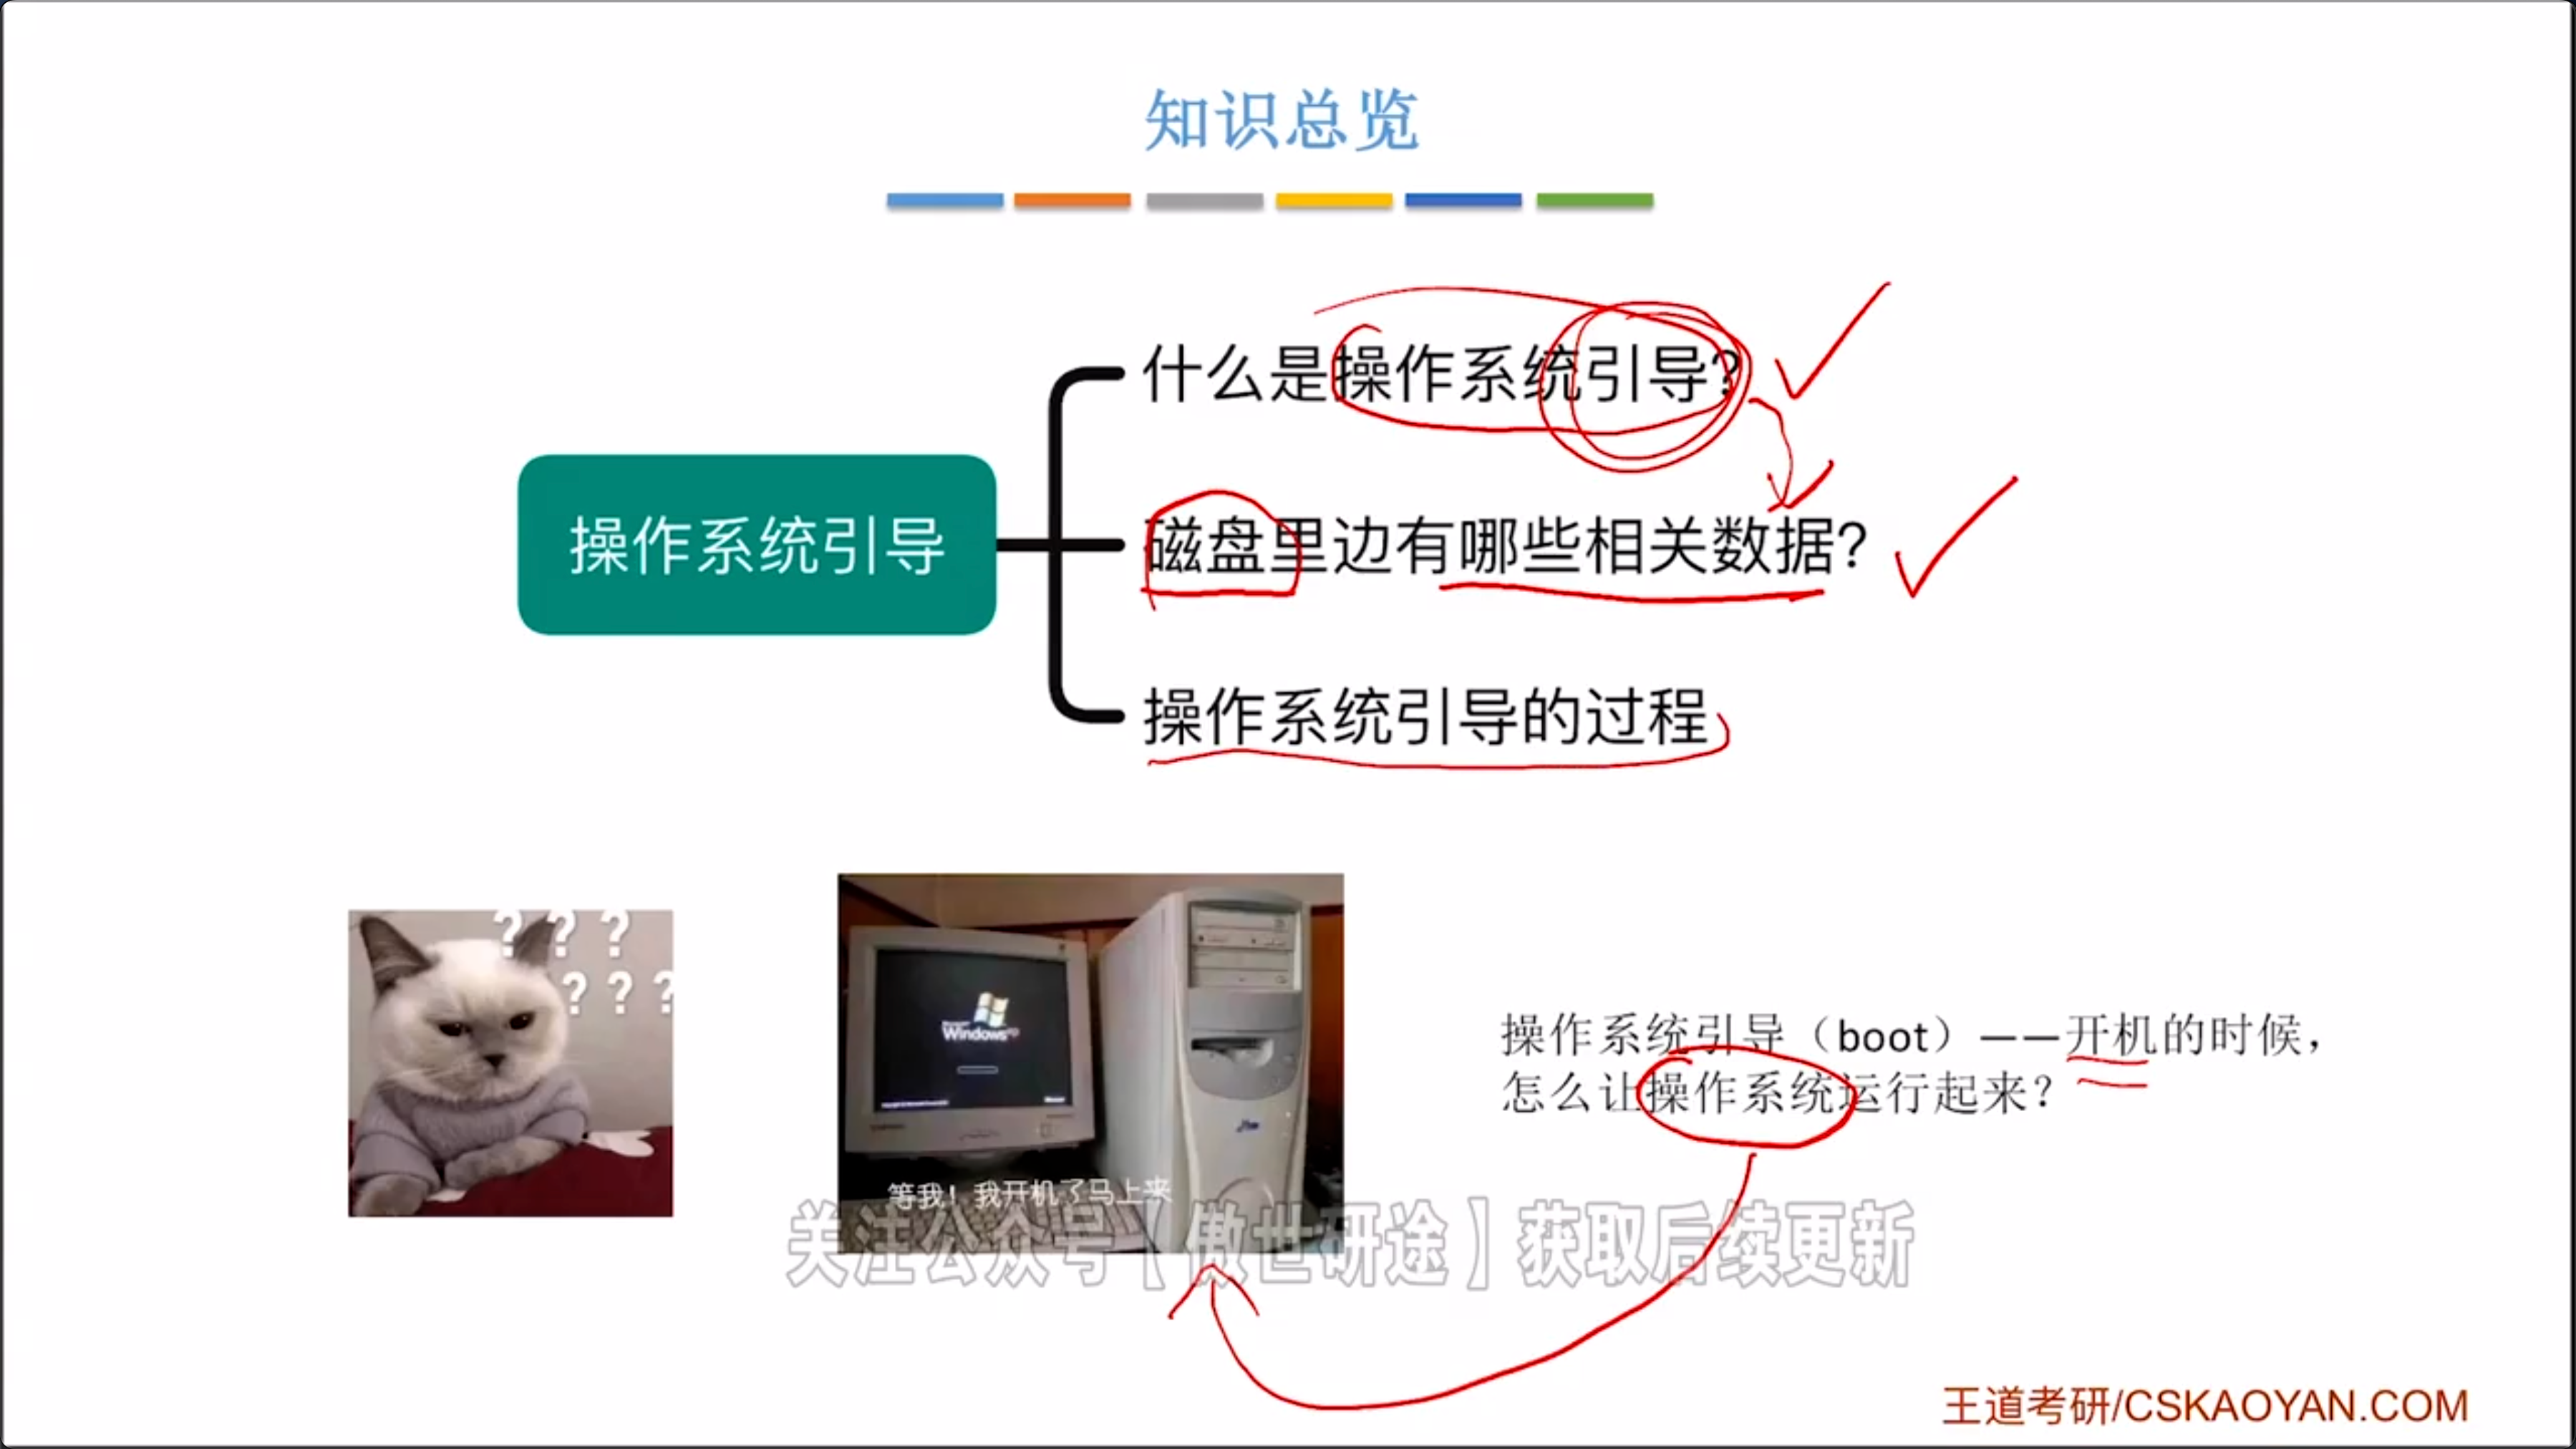 知识总览
什么是操作系统引导?
操作系统引导
磁盘里边有哪些相关数据?
操作系统引导的过程
? ? ?
? ? ?
Windows xp
操作系统引导（boot）——开机的时候，
怎么让操作系统运行起来?
等我！我开机了马上来
关注公众号【傲世研途】获取后续更新
王道考研/CSKAOYAN.COM